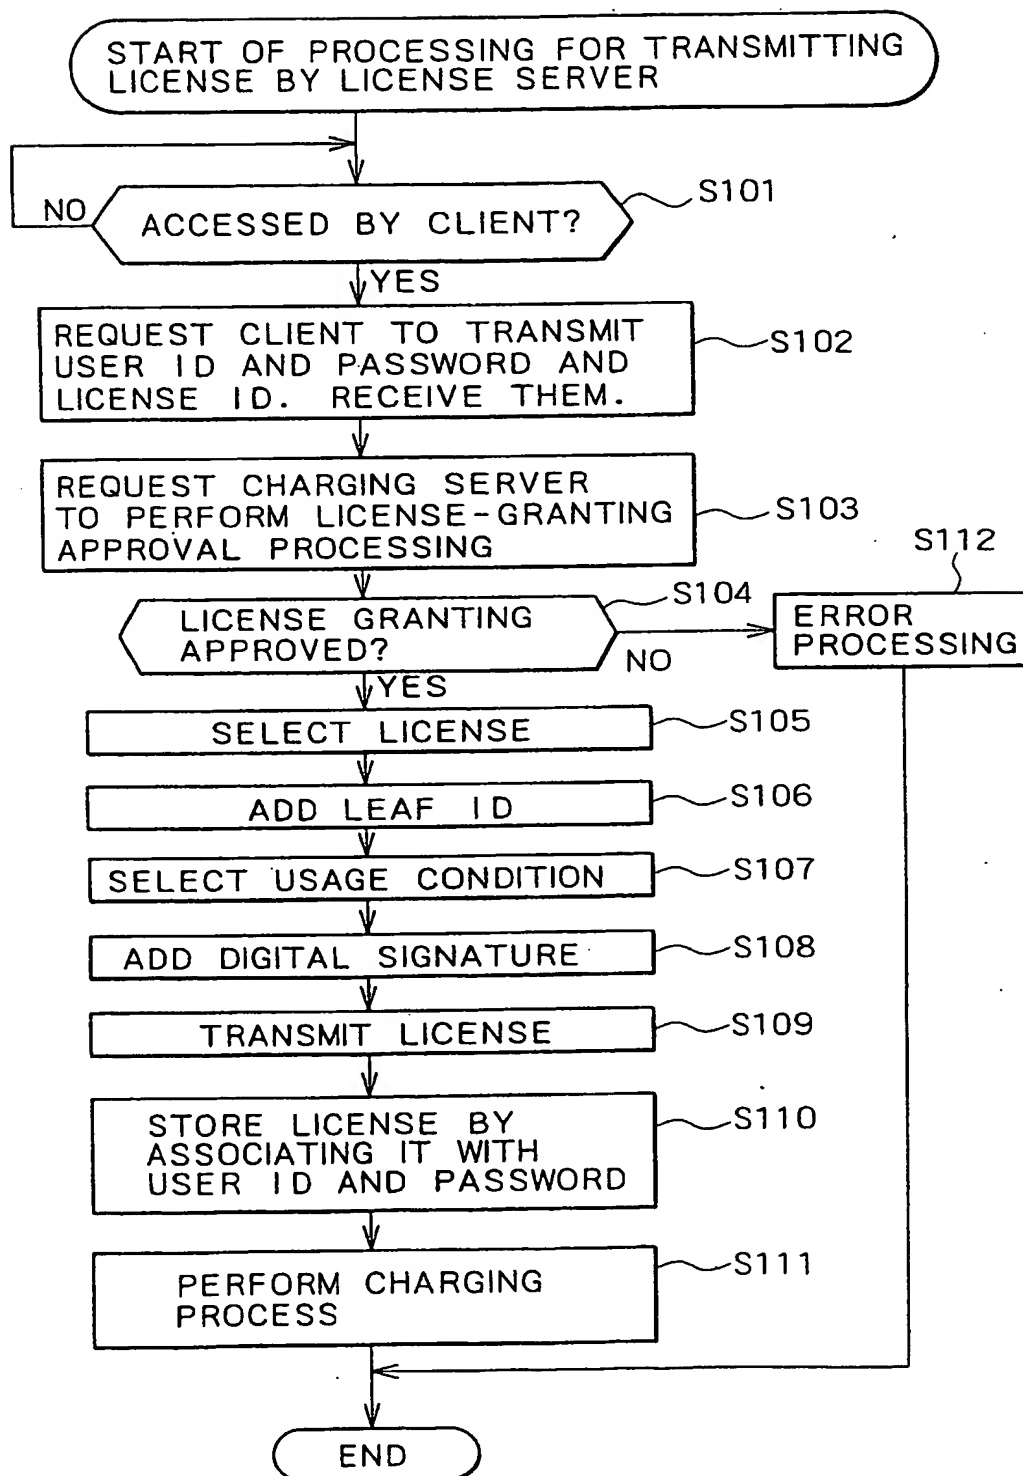 START OF PROCESSING FOR TRANSMITTING
LICENSE BY LICENSE SERVER
NO
ACCESSED BY CLIENT?
S101
YES
REQUEST CLIENT TO TRANSMIT
USER ID AND PASSWORD AND
LICENSE ID. RECEIVE THEM.
S102
REQUEST CHARGING SERVER
TO PERFORM LICENSE-GRANTING
APPROVAL PROCESSING
S103
LICENSE GRANTING
APPROVED?
S104
NO
S112
ERROR
PROCESSING
YES
SELECT LICENSE
S105
ADD LEAF ID
S106
SELECT USAGE CONDITION
S107
ADD DIGITAL SIGNATURE
S108
TRANSMIT LICENSE
S109
STORE LICENSE BY
ASSOCIATING IT WITH
USER ID AND PASSWORD
S110
PERFORM CHARGING
PROCESS
S111
END